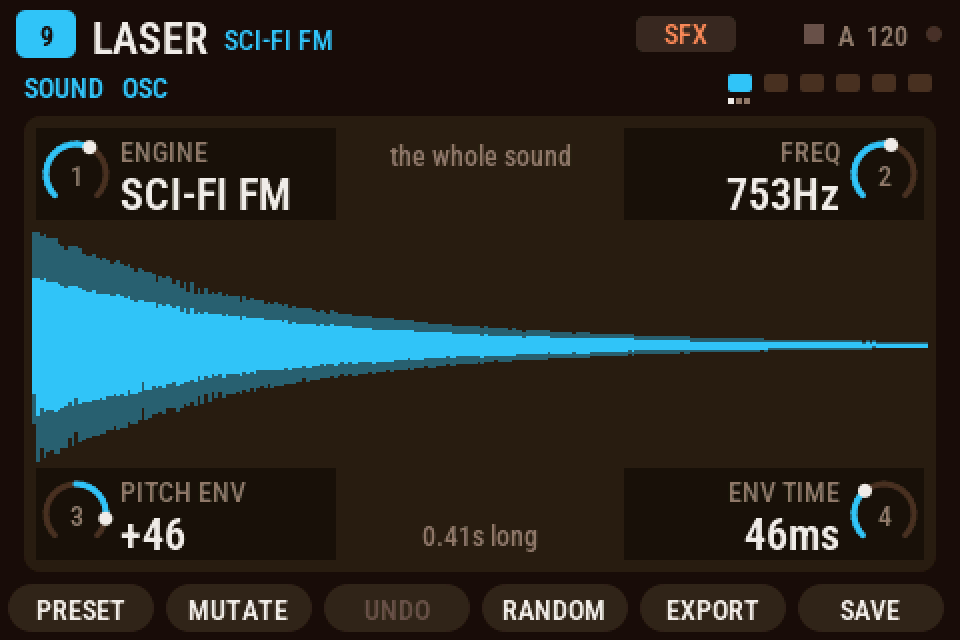 9 LASER SCI-FI FM SFX A 120
SOUND OSC
1 ENGINE
SCI-FI FM
the whole sound
FREQ 2
753Hz
3 PITCH ENV
+46
0.41s long
ENV TIME 4
46ms
PRESET MUTATE UNDO RANDOM EXPORT SAVE